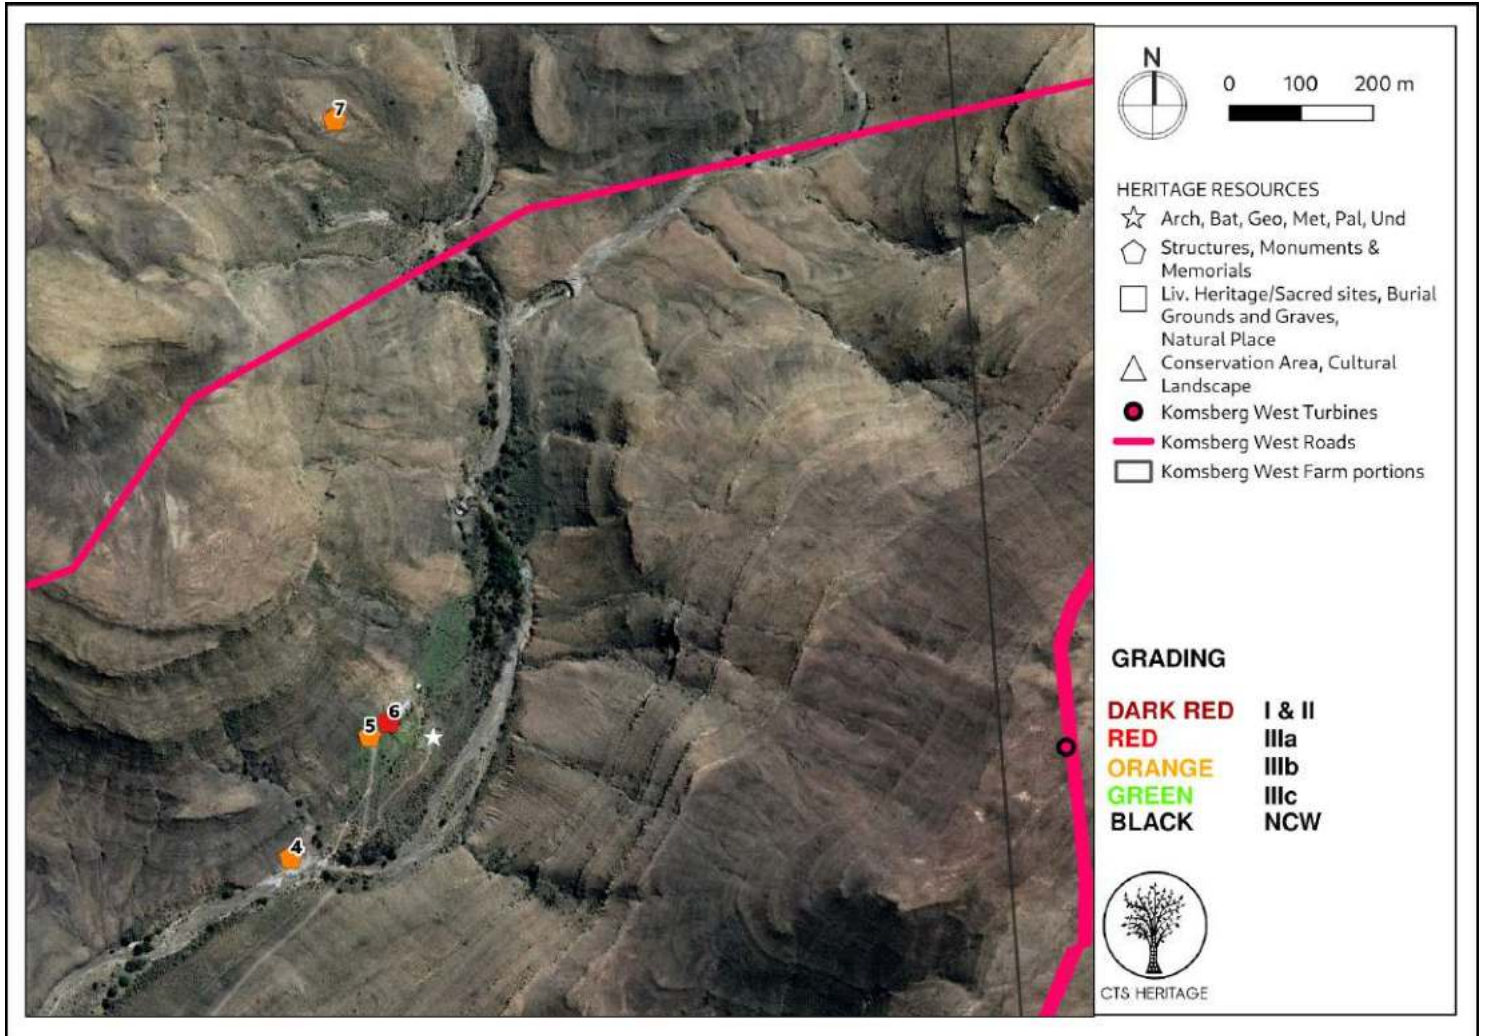 7
6
5
4
N
0 100 200 m
HERITAGE RESOURCES
Arch, Bat, Geo, Met, Pal, Und
Structures, Monuments &
Memorials
Liv. Heritage/Sacred sites, Burial
Grounds and Graves,
Natural Place
Conservation Area, Cultural
Landscape
Komsberg West Turbines
Komsberg West Roads
Komsberg West Farm portions
GRADING
DARK RED I & II
RED IIIa
ORANGE IIIb
GREEN IIIc
BLACK NCW
CTS HERITAGE